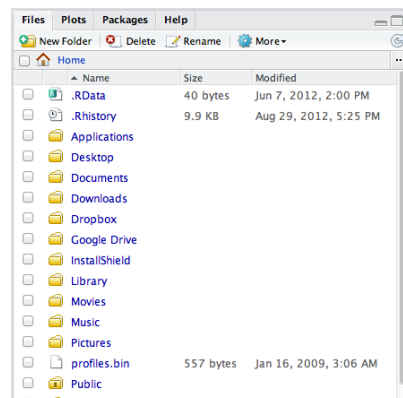 Files Plots Packages Help
New Folder Delete Rename More
Home ...
Name Size Modified
.RData 40 bytes Jun 7, 2012, 2:00 PM
.Rhistory 9.9 KB Aug 29, 2012, 5:25 PM
Applications
Desktop
Documents
Downloads
Dropbox
Google Drive
InstallShield
Library
Movies
Music
Pictures
profiles.bin 557 bytes Jan 16, 2009, 3:06 AM
Public